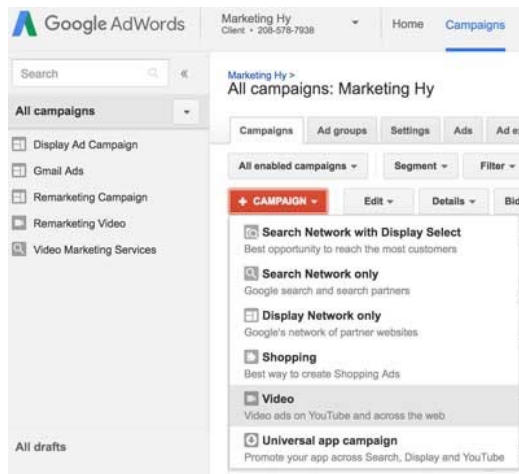 Google AdWords
Marketing Hy
Client • 208-578-7938
Home
Campaigns
Search
All campaigns
Display Ad Campaign
Gmail Ads
Remarketing Campaign
Remarketing Video
Video Marketing Services
All drafts
Marketing Hy >
All campaigns: Marketing Hy
Campaigns
Ad groups
Settings
Ads
Ad e
All enabled campaigns
Segment
Filter
+ CAMPAIGN
Edit
Details
Bid
Search Network with Display Select
Best opportunity to reach the most customers
Search Network only
Google search and search partners
Display Network only
Google's network of partner websites
Shopping
Best way to create Shopping Ads
Video
Video ads on YouTube and across the web
Universal app campaign
Promote your app across Search, Display and YouTube